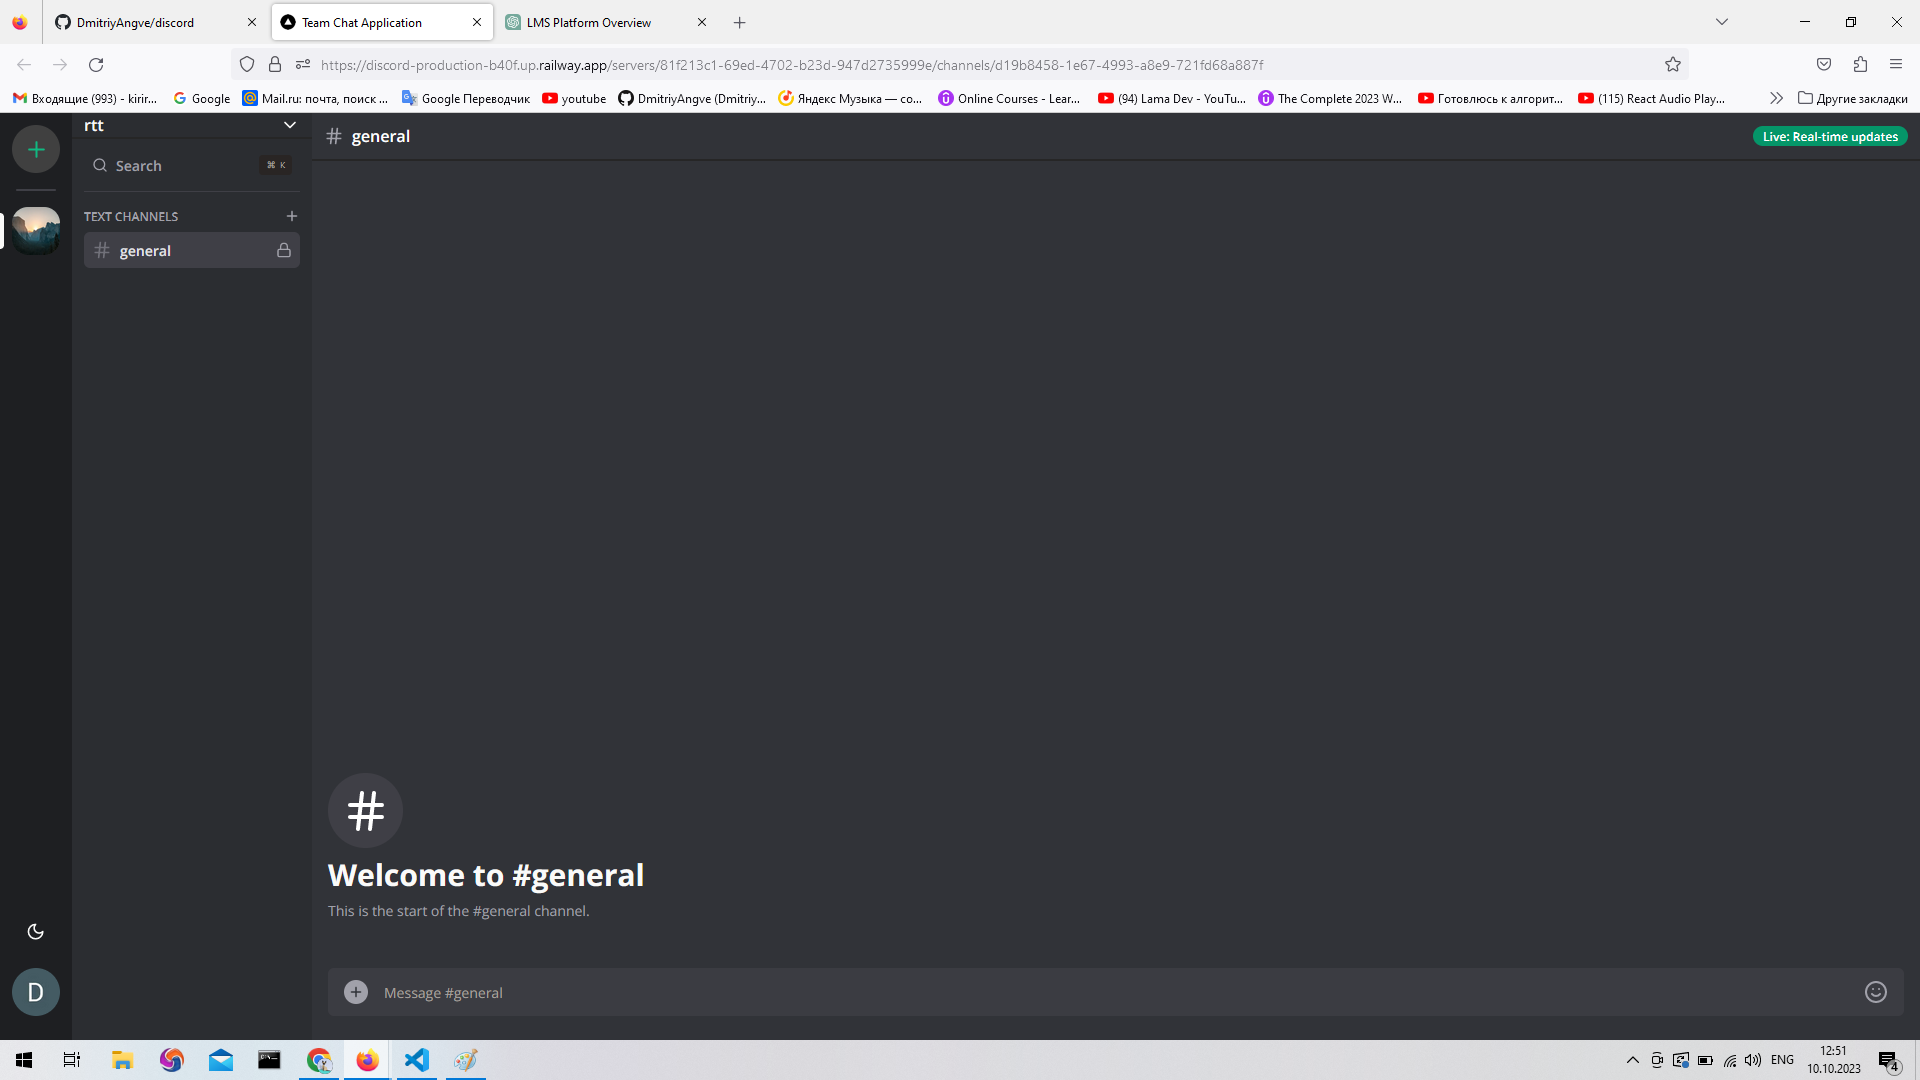 DmitriyAngve/discord
Team Chat Application
LMS Platform Overview
https://discord-production-b40f.up.railway.app/servers/81f213c1-69ed-4702-b23d-947d2735999e/channels/d19b8458-1e67-4993-a8e9-721fd68a887f
Входящие (993) - kirir...
Google
Mail.ru: почта, поиск ...
Google Переводчик
youtube
DmitriyAngve (Dmitriy...
Яндекс Музыка — со...
Online Courses - Lear...
(94) Lama Dev - YouTu...
The Complete 2023 W...
Готовлюсь к алгорит...
(115) React Audio Play...
Другие закладки
rtt
# general
Live: Real-time updates
Search
⌘ K
TEXT CHANNELS
# general
#
Welcome to #general
This is the start of the #general channel.
D
Message #general
ENG
12:51
10.10.2023
4